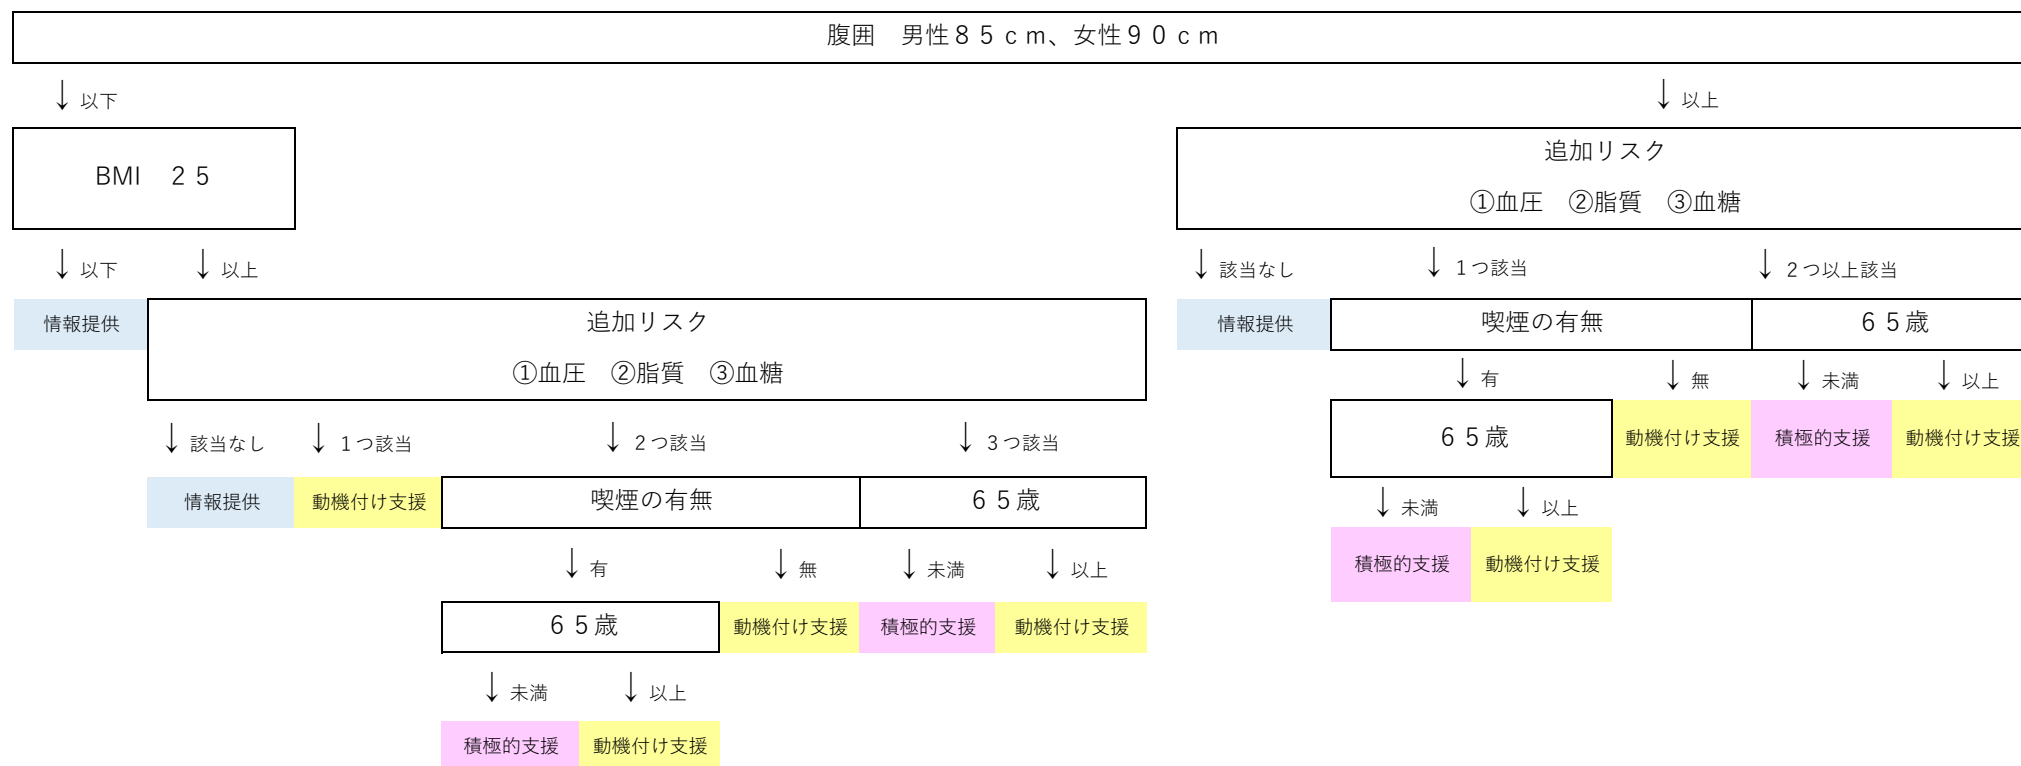 腹囲　男性８５ｃｍ、女性９０ｃｍ
↓ 以下
↓ 以上
BMI　２５
追加リスク
①血圧　②脂質　③血糖
↓ 以下
↓ 以上
↓ 該当なし
↓ １つ該当
↓ ２つ以上該当
情報提供
追加リスク
①血圧　②脂質　③血糖
情報提供
喫煙の有無
６５歳
↓ 有
↓ 無
↓ 未満
↓ 以上
６５歳
動機付け支援
積極的支援
動機付け支援
↓ 該当なし
↓ １つ該当
↓ ２つ該当
↓ ３つ該当
情報提供
動機付け支援
喫煙の有無
６５歳
↓ 未満
↓ 以上
積極的支援
動機付け支援
↓ 有
↓ 無
↓ 未満
↓ 以上
６５歳
動機付け支援
積極的支援
動機付け支援
↓ 未満
↓ 以上
積極的支援
動機付け支援